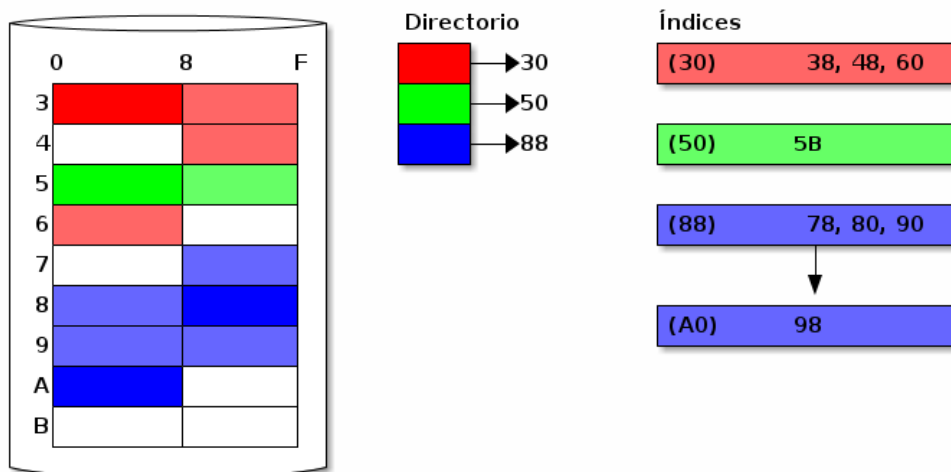 Directorio
Índices
0 8 F
3
4
5
6
7
8
9
A
B
30
50
88
(30) 38, 48, 60
(50) 5B
(88) 78, 80, 90
(A0) 98